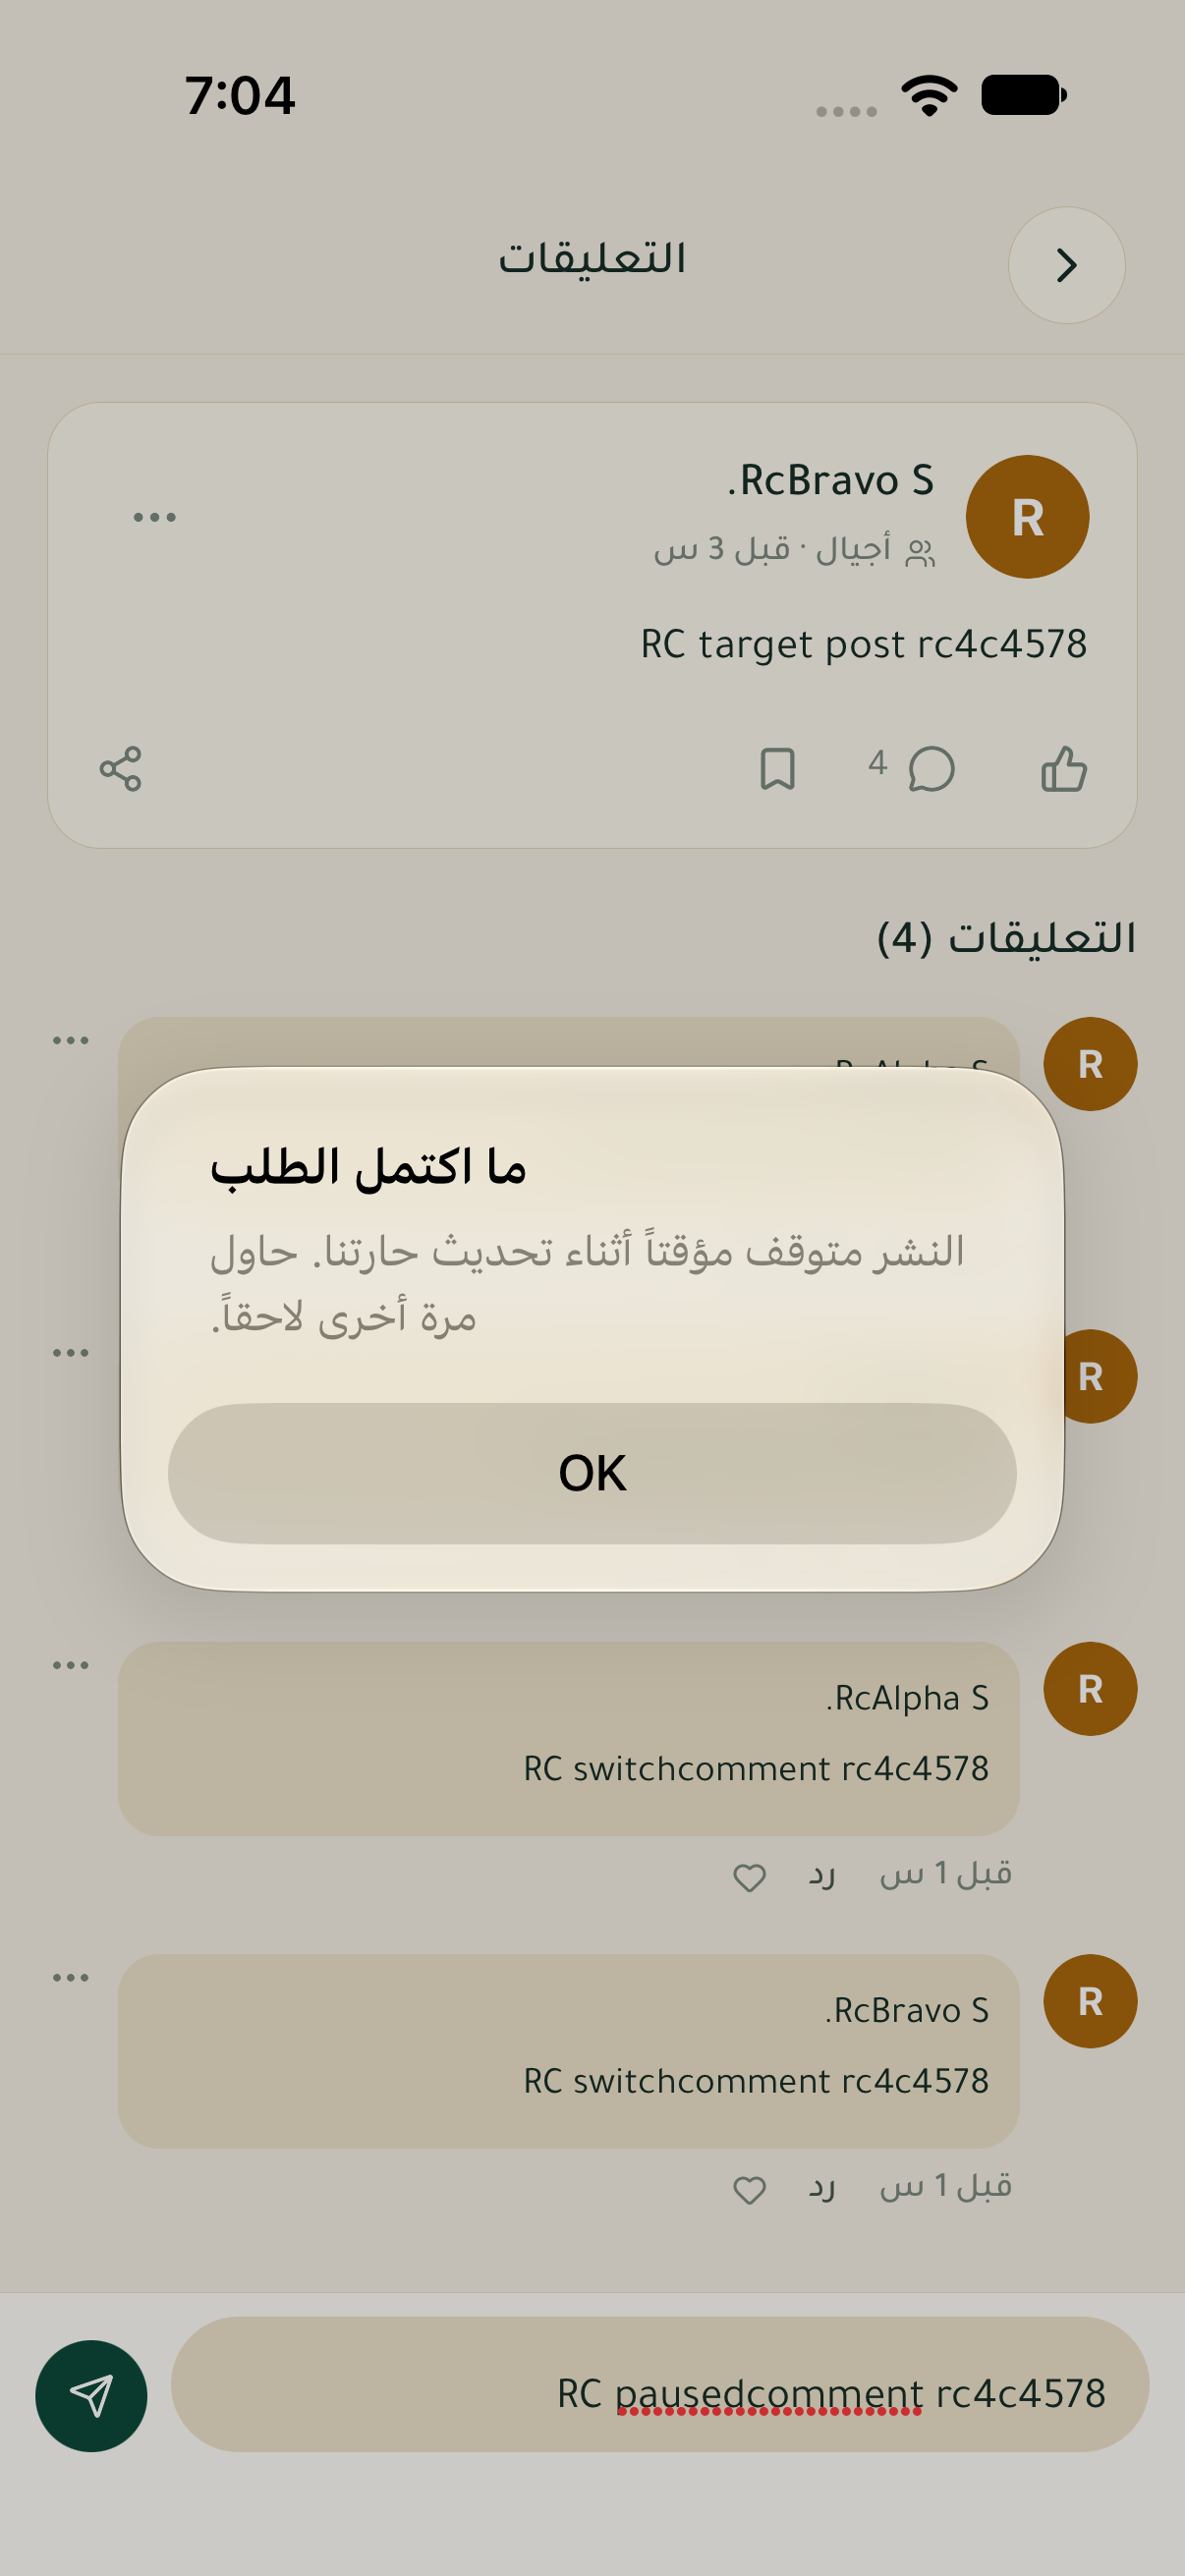 7:04
التعليقات
R
RcBravo S.
أجيال · قبل 3 س
RC target post rc4c4578
4
التعليقات (4)
R
ما اكتمل الطلب
النشر متوقف مؤقتاً أثناء تحديث حارتنا. حاول
مرة أخرى لاحقاً.
OK
R
R
RcAlpha S.
RC switchcomment rc4c4578
قبل 1 س
رد
R
RcBravo S.
RC switchcomment rc4c4578
قبل 1 س
رد
RC pausedcomment rc4c4578